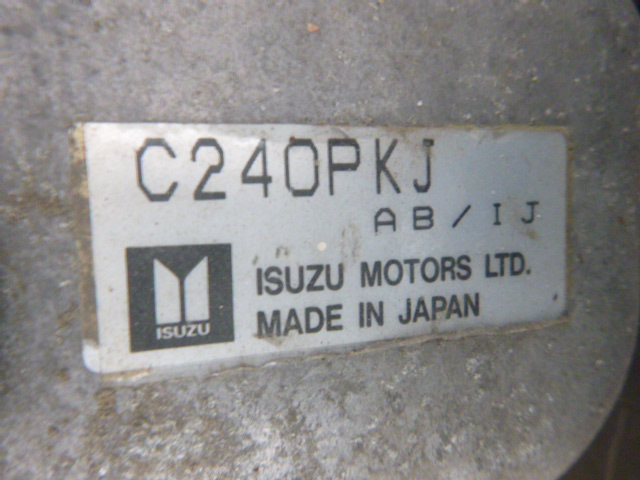 C240PKJ
AB/IJ
ISUZU
ISUZU MOTORS LTD.
MADE IN JAPAN